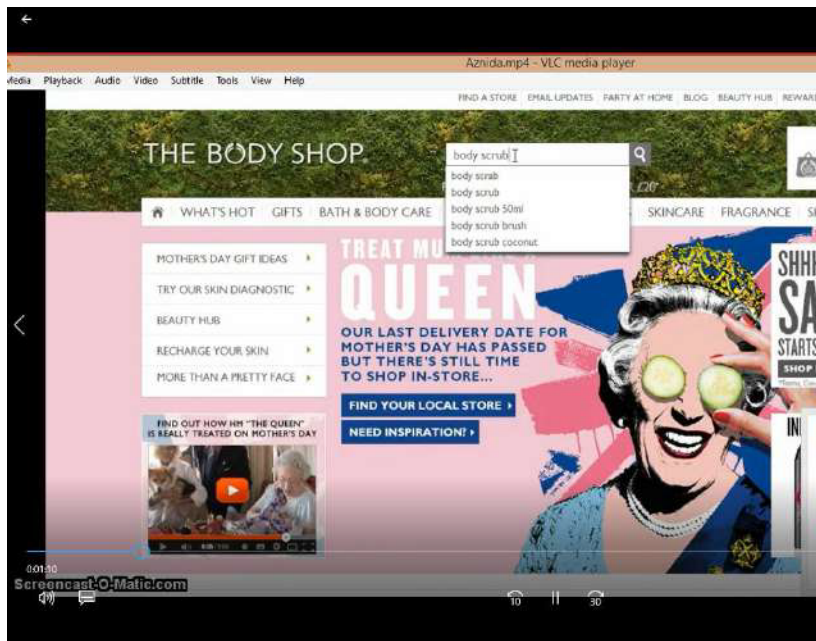 Aznida.mp4 - VLC media player
Media Playback Audio Video Subtitle Tools View Help
FIND A STORE EMAIL UPDATES PARTY AT HOME BLOG BEAUTY HUB REWARD
THE BODY SHOP.
body scrub
body scrab
body scrub
body scrub 50ml
body scrub brush
body scrub coconut
WHAT'S HOT GIFTS BATH & BODY CARE SKINCARE FRAGRANCE
MOTHER'S DAY GIFT IDEAS
TRY OUR SKIN DIAGNOSTIC
BEAUTY HUB
RECHARGE YOUR SKIN
MORE THAN A PRETTY FACE
TREAT
QUEEN
OUR LAST DELIVERY DATE FOR
MOTHER'S DAY HAS PASSED
BUT THERE'S STILL TIME
TO SHOP IN-STORE...
FIND YOUR LOCAL STORE
NEED INSPIRATION?
SHHH
SA
STARTS
SHOP
FIND OUT HOW HM "THE QUEEN"
IS REALLY TREATED ON MOTHER'S DAY
0:01:10
Screencast-O-Matic.com
10 30